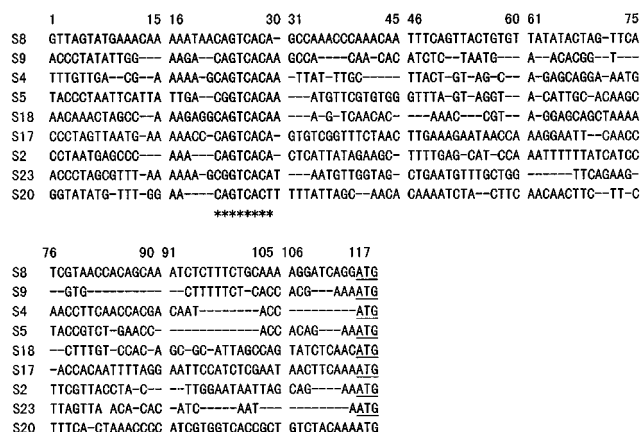 1 15 16 30 31 45 46 60 61 75
S8 GTTAGTATGAAACAA AAATAACAGTCACA- GCCAAACCCAAACAA TTTCAGTTACTGTGT TATATACTAG-TTCA
S9 ACCCTATATTGG--- AAGA--CAGTCACAA GCCA----CAA-CAC ATCTC--TAATG--- A--ACACGG--T---
S4 TTTGTTGA--CG--A AAAAA-GCAGTCACAA -TTAT-TTGC----- TTACT-GT-AG-C-- A-GAGCAGGA-AATG
S5 TACCCTAATTCATTA TTGA--CGGTCACAA ---ATGTTCGTGTGG GTTTA-GT-AGGT-- A-CATTGC-ACAAGC
S18 AACAAACTAGCC--A AAGAGGCAGTCACAA ---A-G-TCAACAC- ---AAAC---CGT-- A-GGAGCAGCTAAAA
S17 CCCTAGTTAATG-AA AAAACC-CAGTCACA- GTGTCGGTTTCTAAC TTGAAAGAATAACCA AAGGAATT--CAACC
S2 CCTAATGAGCCC--- AAA---CAGTCACA-- CTCATTATAGAAGC- TTTTGAGC-AT-CCA AATTTTTTATCATCC
S23 ACCCTAGCGTTT-AA AAAAA-GCGGTCACAT --AATGTTGGTAG-- CTGAATGTTTGCTGG ------TTCAGAAG-
S20 GGTATATG-TTT-GG AA----CAGTCACTT TTTATTAGC--AACA CAAAATCTA--CTTC AACAACTTC-TT-C
********
76 90 91 105 106 117
S8 TCGTAACCACAGCAA ATCTCTTTCTGCAAA AGGATCAGGATG
S9 --GTG---------- --CTTTTTCT-CACC ACG---AAAATG
S4 AACCTTCAACCACGA CAAT-------ACC- ---------ATG
S5 TACCGTCT-GAACC- -----------ACC ACAG---AAATG
S18 --CTTTGT-CCAC-A GC-GC-ATTAGCCAG TATCTCAACATG
S17 -ACCACAATTTTAGG AATTCCATCTCGAAT AACTTCAAAATG
S2 TTCGTTACCTA-C-- --TTGGAATAATTAG CAG----AAATG
S23 TTAGTTA ACA-CAC -ATC----AAT---- --------AATG
S20 TTTCA-CTAAACCCC ATCGTGGTCACCGCT GTCTACAAAATG